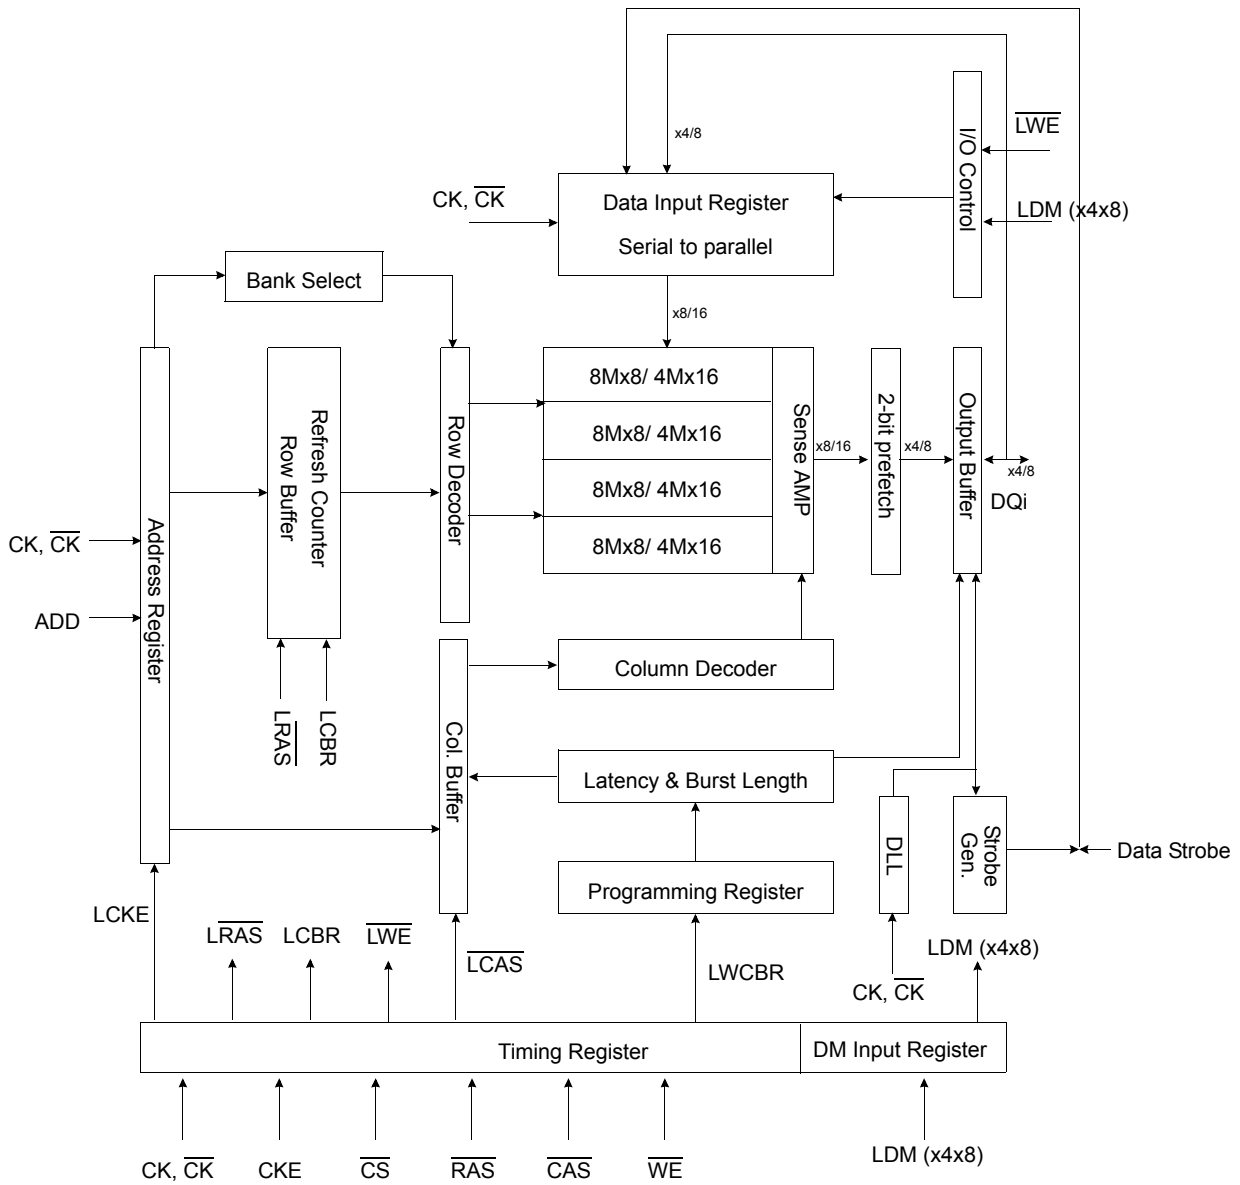 x4/8
I/O Control
LWE
LDM (x4x8)
CK, CK
Data Input Register
Serial to parallel
Bank Select
x8/16
Address Register
Refresh Counter
Row Buffer
Row Decoder
8Mx8/ 4Mx16
8Mx8/ 4Mx16
8Mx8/ 4Mx16
8Mx8/ 4Mx16
Sense AMP
x8/16
2-bit prefetch
x4/8
Output Buffer
x4/8
DQi
CK, CK
ADD
LRAS
LCBR
Col. Buffer
Column Decoder
Latency & Burst Length
Programming Register
DLL
Strobe
Gen.
Data Strobe
LCKE
LRAS
LCBR
LWE
LCAS
LWCBR
CK, CK
LDM (x4x8)
Timing Register
DM Input Register
CK, CK
CKE
CS
RAS
CAS
WE
LDM (x4x8)